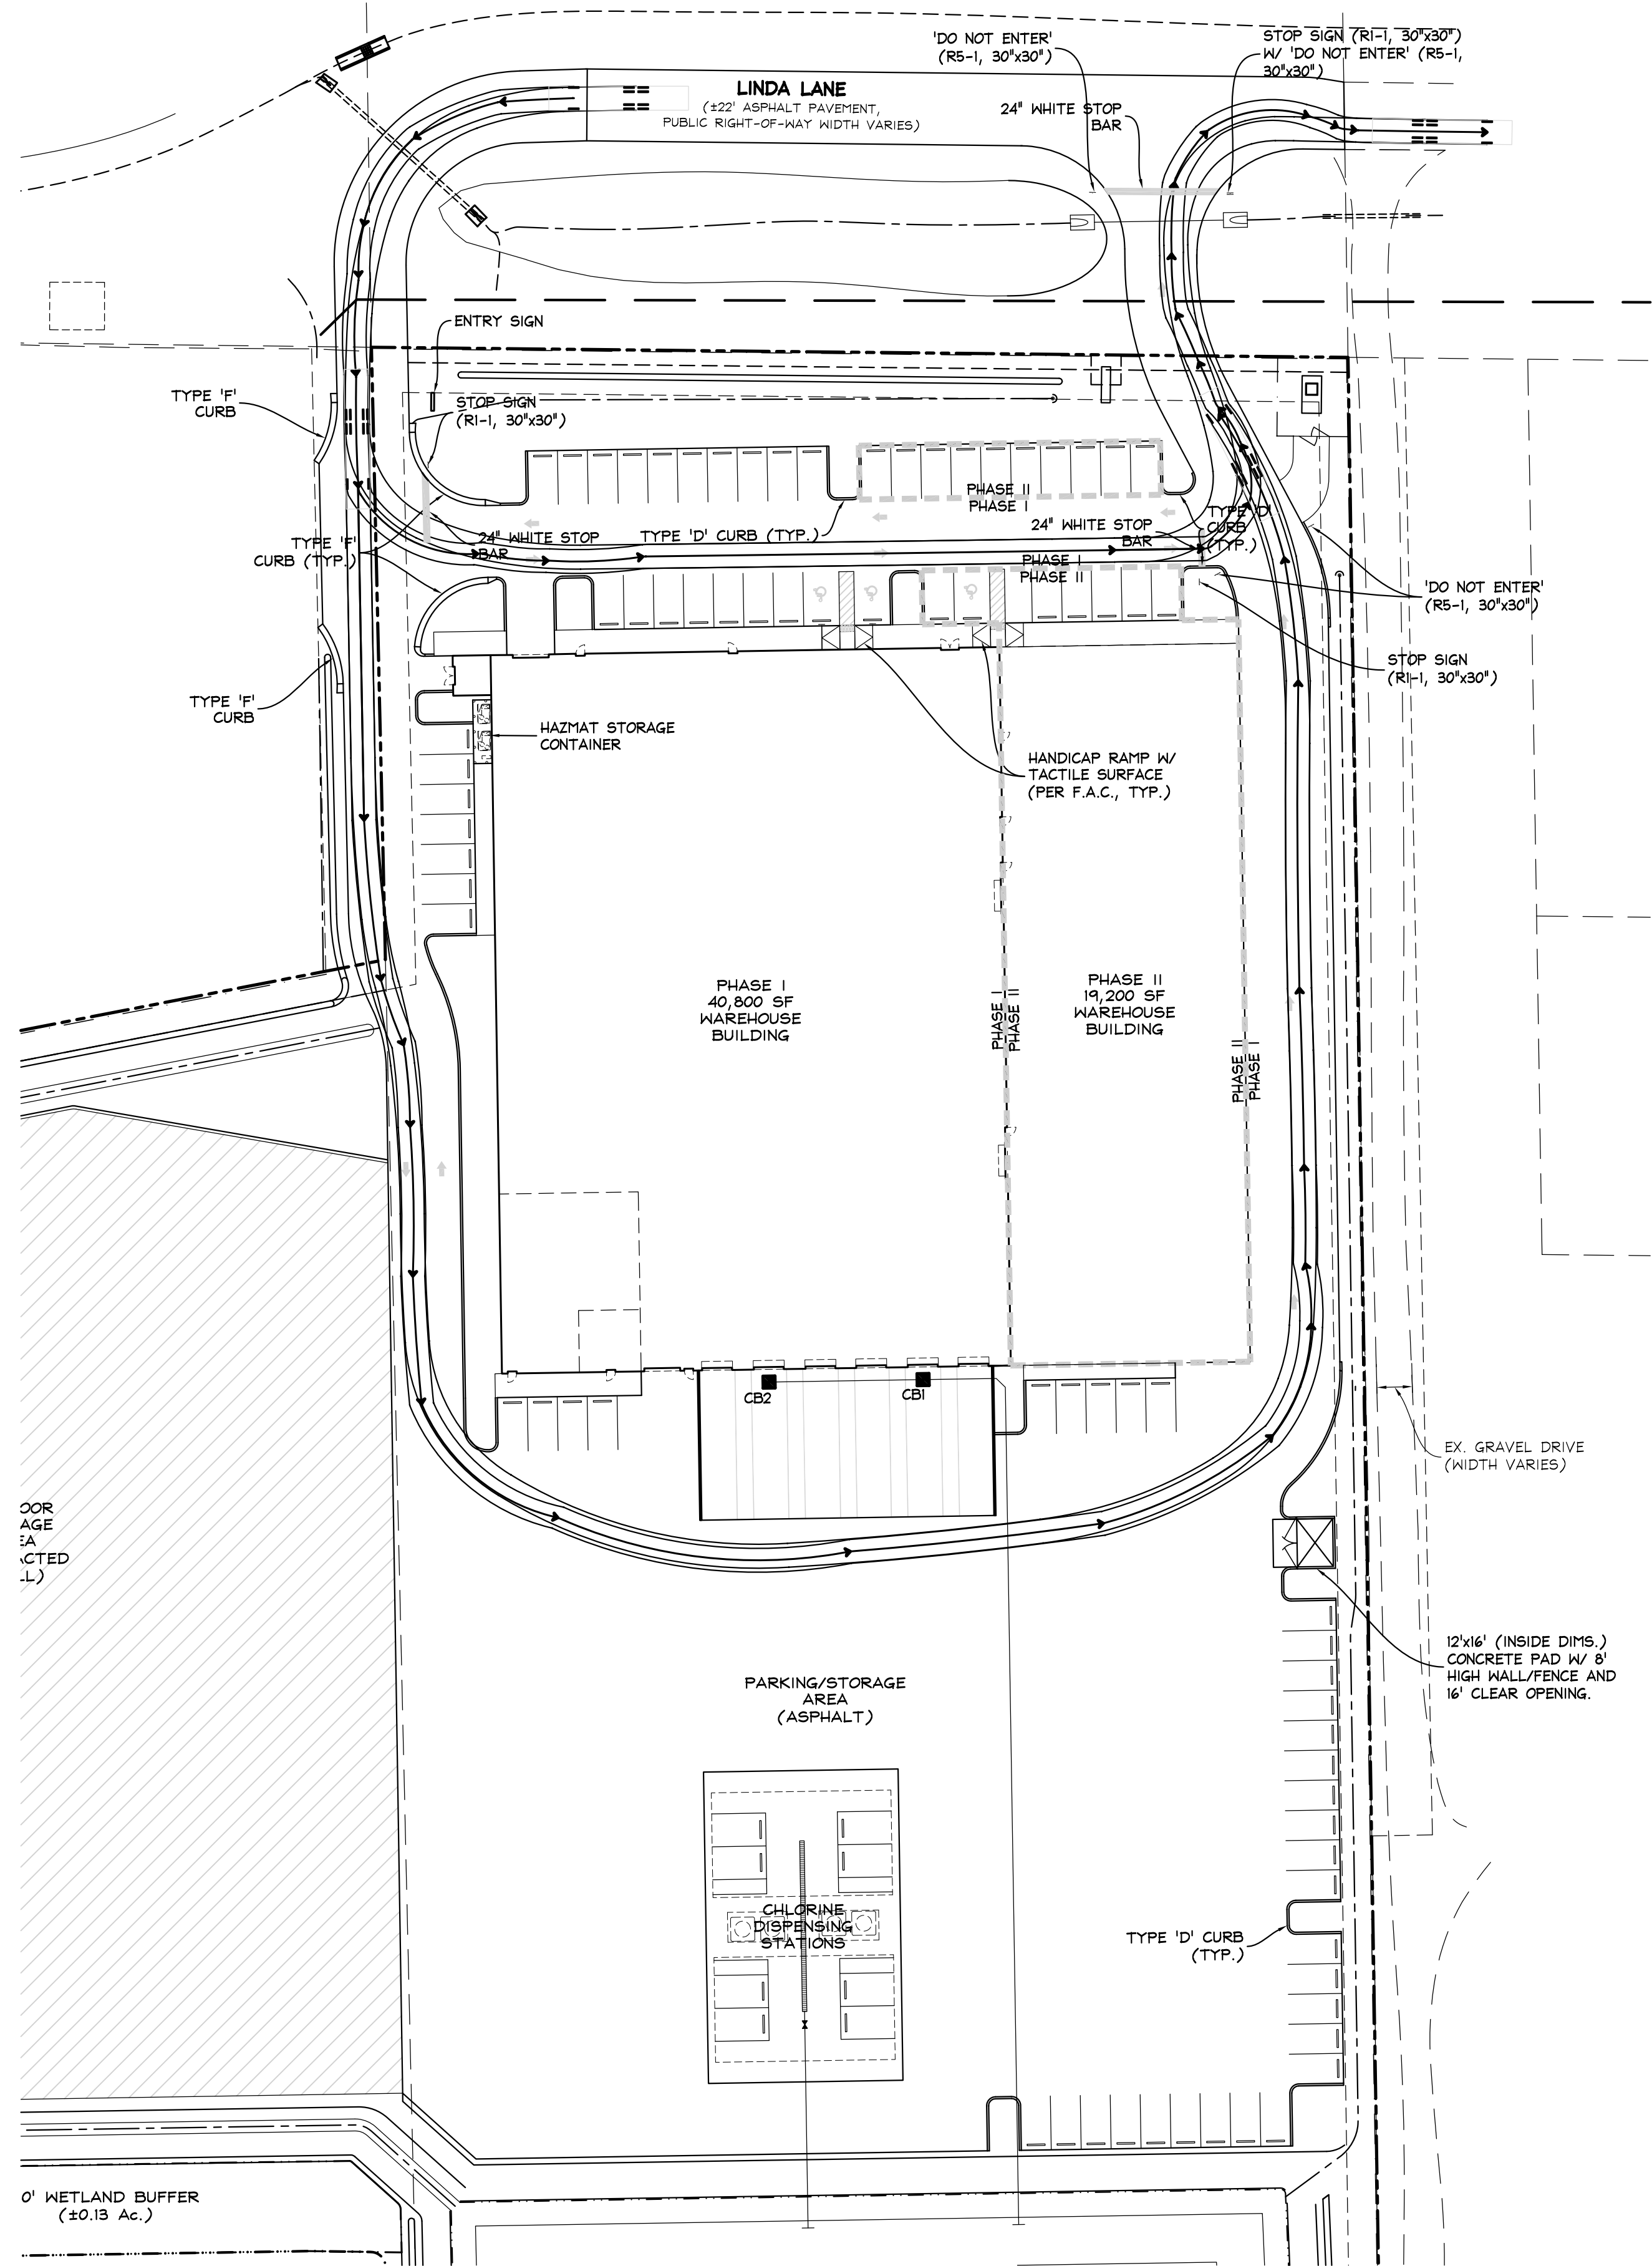 'DO NOT ENTER'
(R5-1, 30"x30")
STOP SIGN (R1-1, 30"x30")
W/ 'DO NOT ENTER' (R5-1,
30"x30")
LINDA LANE
(±22' ASPHALT PAVEMENT,
PUBLIC RIGHT-OF-WAY WIDTH VARIES)
24" WHITE STOP
BAR
ENTRY SIGN
TYPE 'F'
CURB
STOP SIGN
(R1-1, 30"x30")
PHASE II
PHASE I
TYPE 'F'
CURB (TYP.)
24" WHITE STOP
BAR
TYPE 'D' CURB (TYP.)
24" WHITE STOP
BAR
TYPE 'D'
CURB
(TYP.)
PHASE I
PHASE II
'DO NOT ENTER'
(R5-1, 30"x30")
STOP SIGN
(R1-1, 30"x30")
TYPE 'F'
CURB
HAZMAT STORAGE
CONTAINER
HANDICAP RAMP W/
TACTILE SURFACE
(PER F.A.C., TYP.)
PHASE I
40,800 SF
WAREHOUSE
BUILDING
PHASE I
PHASE II
PHASE II
19,200 SF
WAREHOUSE
BUILDING
PHASE II
PHASE I
CB2
CB1
EX. GRAVEL DRIVE
(WIDTH VARIES)
OOR
AGE
EA
ACTED
LL)
12'x16' (INSIDE DIMS.)
CONCRETE PAD W/ 8'
HIGH WALL/FENCE AND
16' CLEAR OPENING.
PARKING/STORAGE
AREA
(ASPHALT)
CHLORINE
DISPENSING
STATIONS
TYPE 'D' CURB
(TYP.)
0' WETLAND BUFFER
(±0.13 Ac.)